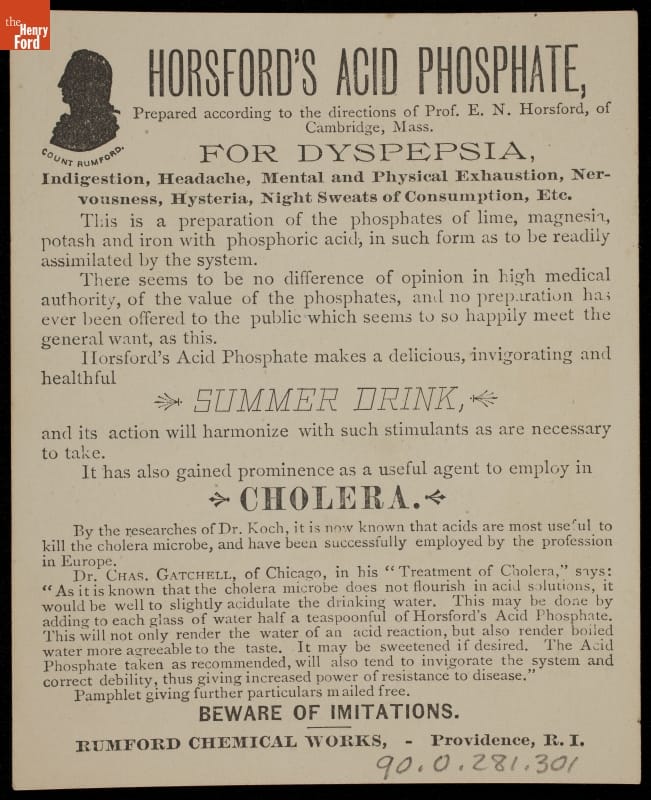 the
Henry
Ford
COUNT RUMFORD.
HORSFORD'S ACID PHOSPHATE,
Prepared according to the directions of Prof. E. N. Horsford, of
Cambridge, Mass.
FOR DYSPEPSIA,
Indigestion, Headache, Mental and Physical Exhaustion, Ner-
vousness, Hysteria, Night Sweats of Consumption, Etc.
This is a preparation of the phosphates of lime, magnesia,
potash and iron with phosphoric acid, in such form as to be readily
assimilated by the system.
There seems to be no difference of opinion in high medical
authority, of the value of the phosphates, and no preparation has
ever been offered to the public which seems to so happily meet the
general want, as this.
Horsford's Acid Phosphate makes a delicious, invigorating and
healthful
SUMMER DRINK,
and its action will harmonize with such stimulants as are necessary
to take.
It has also gained prominence as a useful agent to employ in
CHOLERA.
By the researches of Dr. Koch, it is now known that acids are most useful to
kill the cholera microbe, and have been successfully employed by the profession
in Europe.
Dr. CHAS. GATCHELL, of Chicago, in his "Treatment of Cholera," says:
"As it is known that the cholera microbe does not flourish in acid solutions, it
would be well to slightly acidulate the drinking water. This may be done by
adding to each glass of water half a teaspoonful of Horsford's Acid Phosphate.
This will not only render the water of an acid reaction, but also render boiled
water more agreeable to the taste. It may be sweetened if desired. The Acid
Phosphate taken as recommended, will also tend to invigorate the system and
correct debility, thus giving increased power of resistance to disease."
Pamphlet giving further particulars mailed free.
BEWARE OF IMITATIONS.
RUMFORD CHEMICAL WORKS, - Providence, R. I.
90.0.281.301